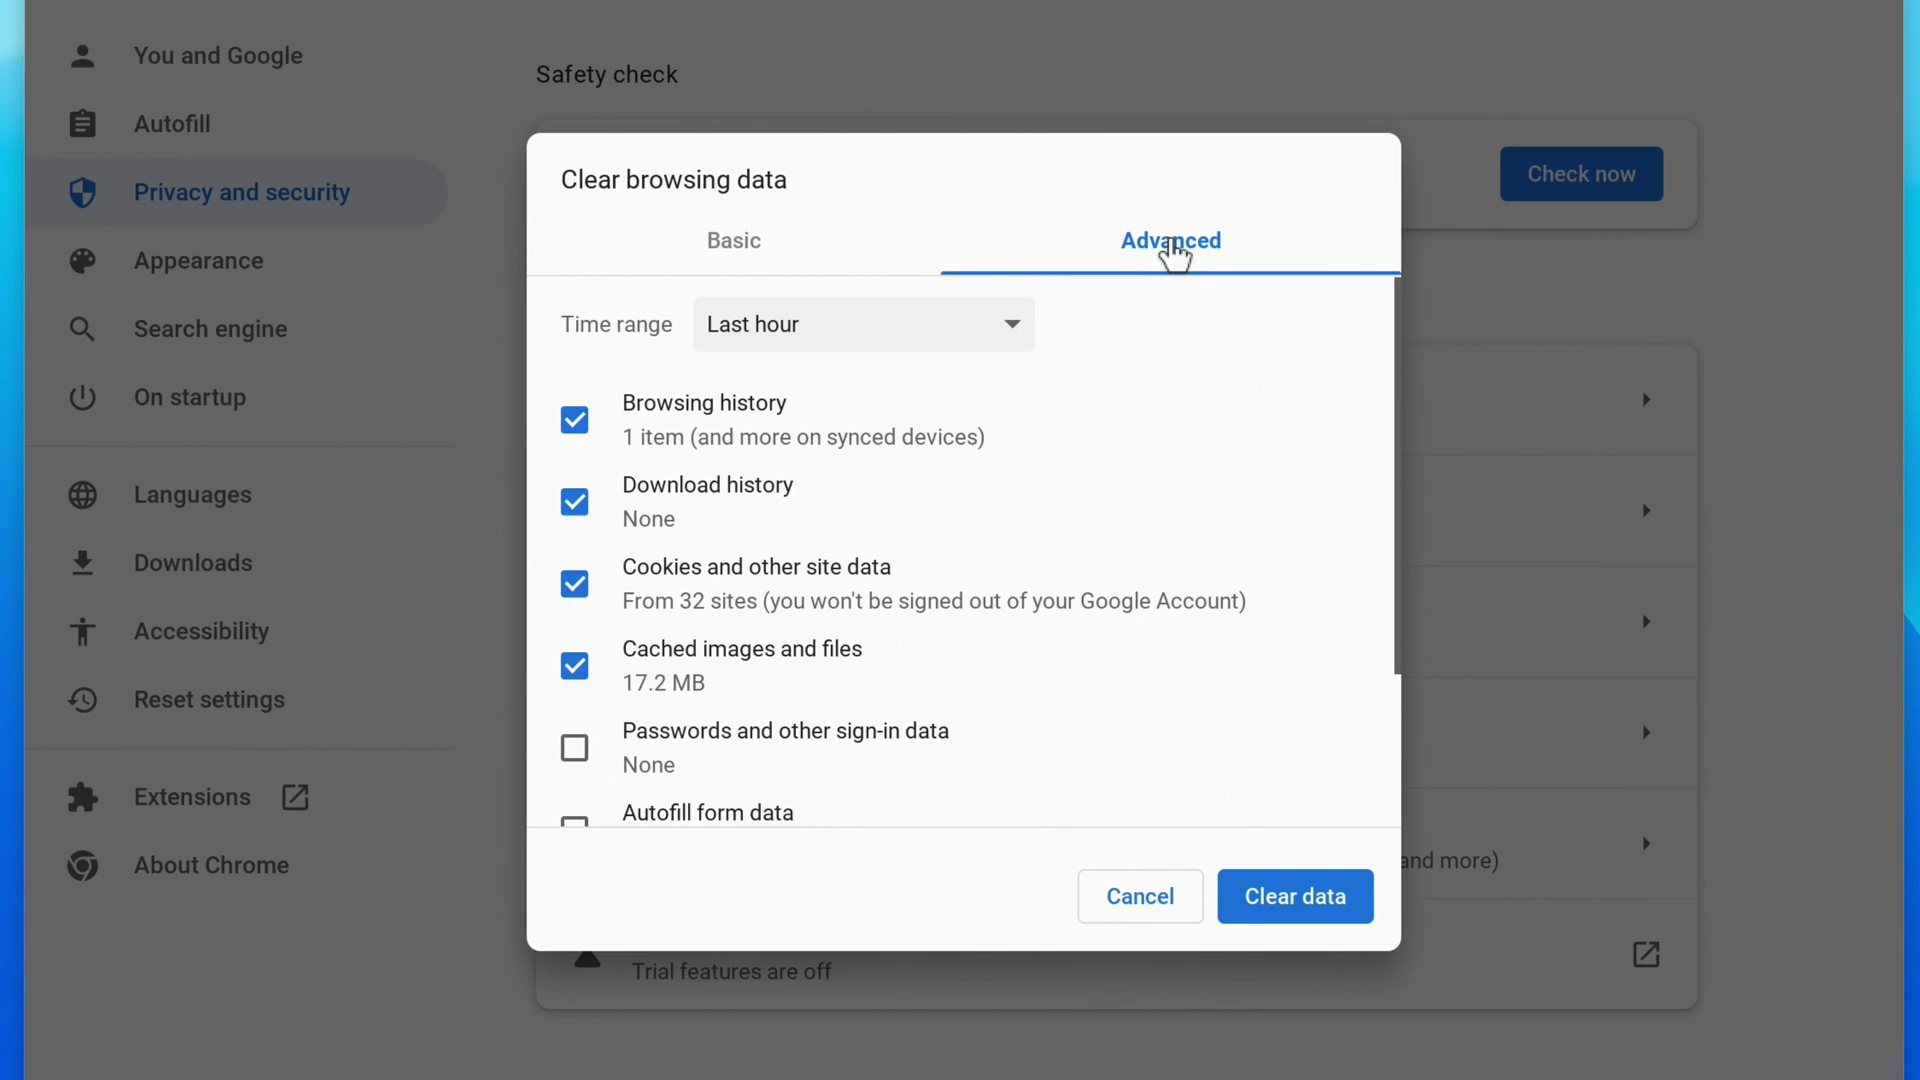 You and Google
Autofill
Privacy and security
Appearance
Search engine
On startup
Languages
Downloads
Accessibility
Reset settings
Extensions
About Chrome
Safety check
Check now
Clear browsing data
Basic
Advanced
Time range
Last hour
Browsing history
1 item (and more on synced devices)
Download history
None
Cookies and other site data
From 32 sites (you won't be signed out of your Google Account)
Cached images and files
17.2 MB
Passwords and other sign-in data
None
Autofill form data
Cancel
Clear data
and more)
Trial features are off